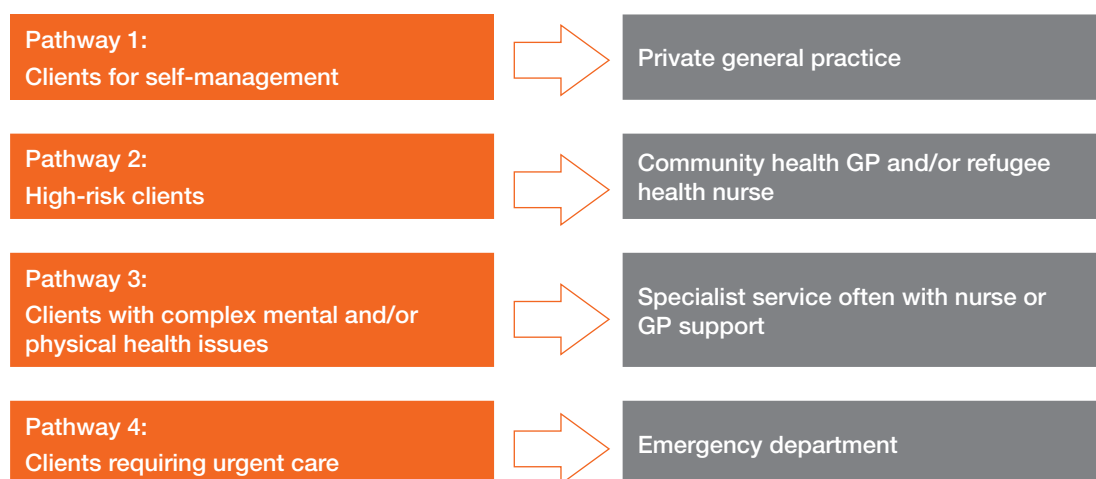 Pathway 1:
Clients for self-management
Private general practice
Pathway 2:
High-risk clients
Community health GP and/or refugee
health nurse
Pathway 3:
Clients with complex mental and/or
physical health issues
Specialist service often with nurse or
GP support
Pathway 4:
Clients requiring urgent care
Emergency department